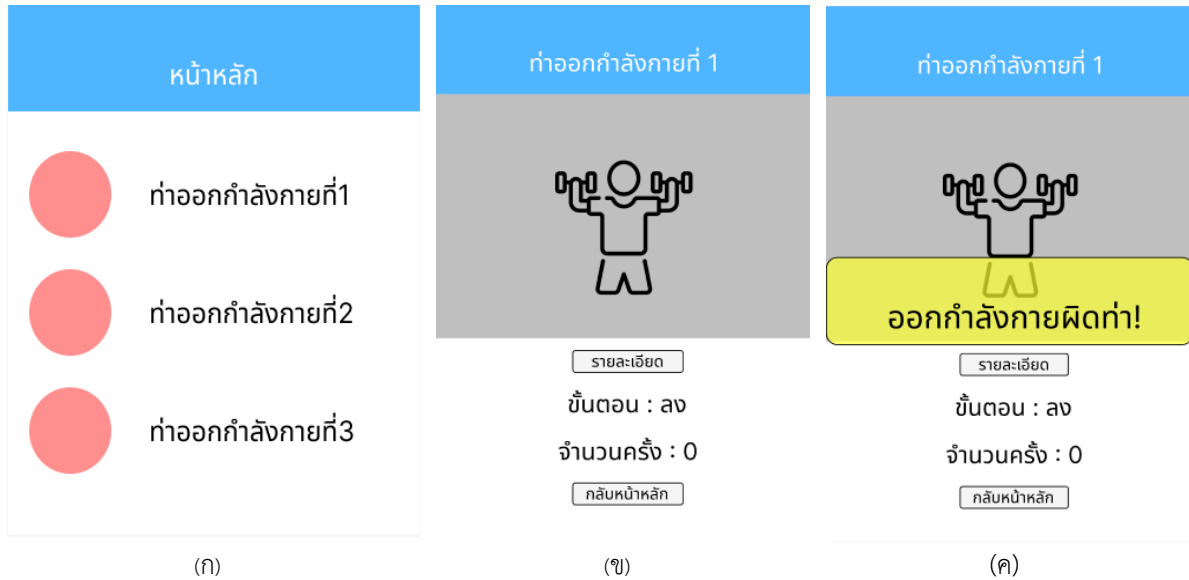 หน้าหลัก
ท่าออกกำลังกายที่1
ท่าออกกำลังกายที่2
ท่าออกกำลังกายที่3
(ก)
ท่าออกกำลังกายที่ 1
รายละเอียด
ขั้นตอน : ลง
จำนวนครั้ง : 0
กลับหน้าหลัก
(ข)
ท่าออกกำลังกายที่ 1
ออกกำลังกายผิดท่า!
รายละเอียด
ขั้นตอน : ลง
จำนวนครั้ง : 0
กลับหน้าหลัก
(ค)